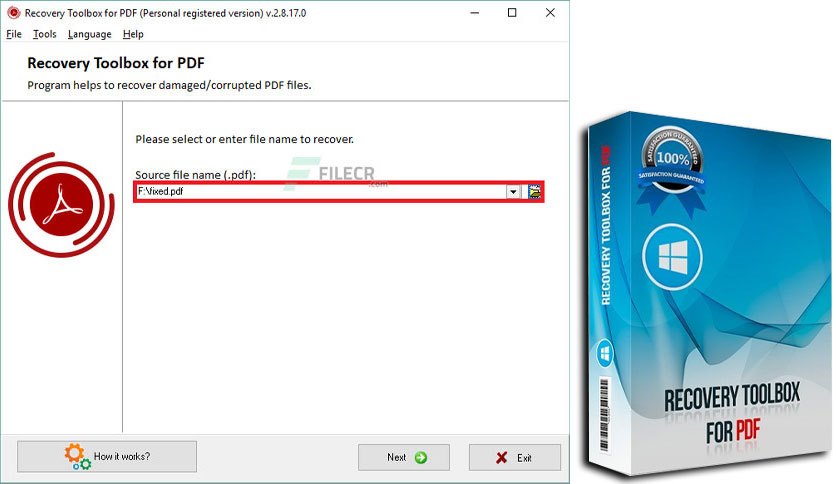 Recovery Toolbox for PDF (Personal registered version) v.2.8.17.0
File Tools Language Help
Recovery Toolbox for PDF
Program helps to recover damaged/corrupted PDF files.
Please select or enter file name to recover.
Source file name (.pdf):
FILECR
.com
F:\fixed.pdf
How it works?
Next
Exit
SATISFACTION GUARANTEED
100%
SATISFACTION GUARANTEED
RECOVERY TOOLBOX FOR PDF
RECOVERY TOOLBOX
FOR PDF